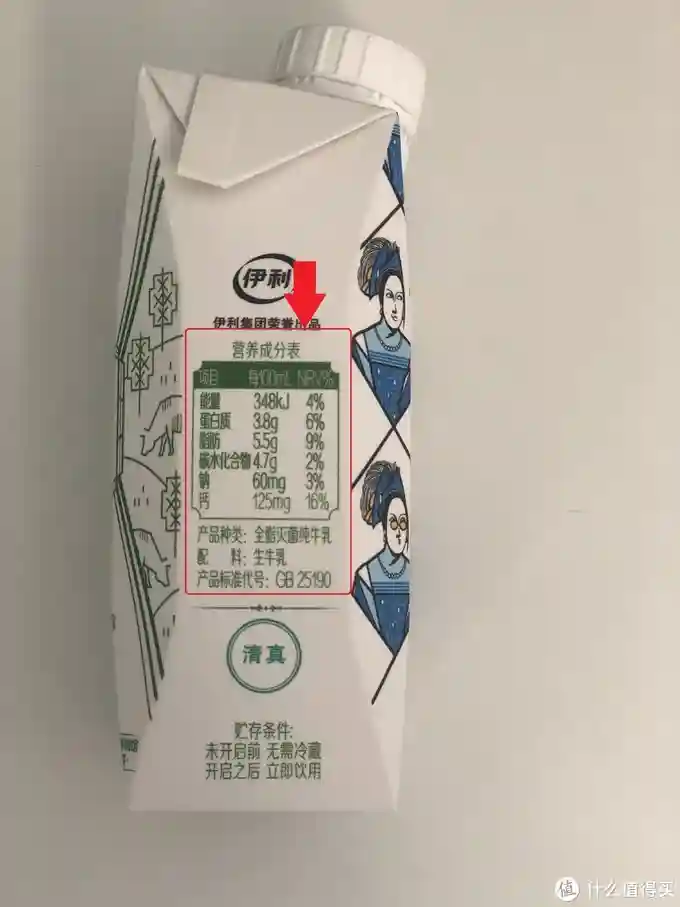 伊利
伊利集团荣誉出品
营养成分表
项目 每100mL NRV%
能量 348kJ 4%
蛋白质 3.8g 6%
脂肪 5.5g 9%
碳水化合物 4.7g 2%
钠 60mg 3%
钙 125mg 16%
产品种类：全脂灭菌纯牛乳
配 料：生牛乳
产品标准代号：GB 25190
清真
贮存条件:
未开启前 无需冷藏
开启之后 立即饮用
值 什么值得买